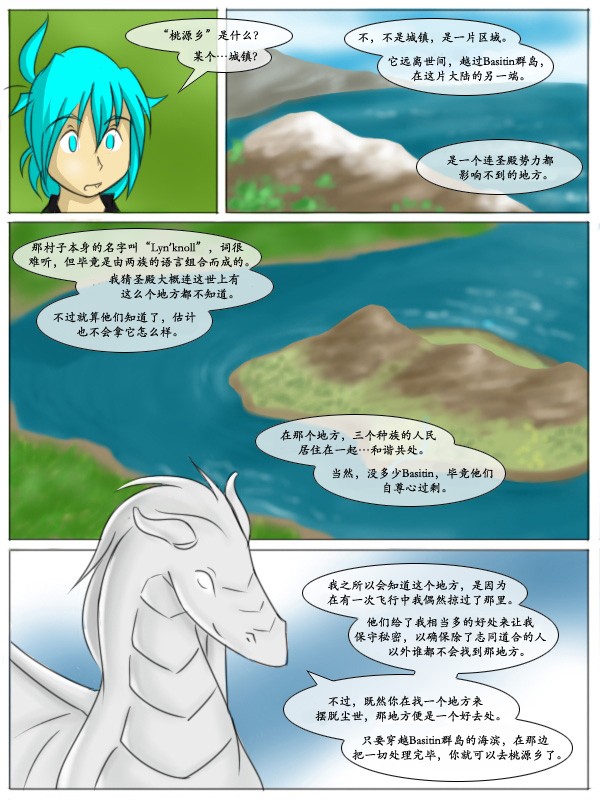 “桃源乡”是什么？
某个…城镇？
不，不是城镇，是一片区域。
它远离世间，越过Basitin群岛，
在这片大陆的另一端。
是一个连圣殿势力都
影响不到的地方。
那村子本身的名字叫“Lyn'knoll”，词很
难听，但毕竟是由两族的语言组合而成的。
我猜圣殿大概连这世上有
这么个地方都不知道。
不过就算他们知道了，估计
也不会拿它怎么样。
在那个地方，三个种族的人民
居住在一起…和谐共处。
当然，没多少Basitin，毕竟他们
自尊心过剩。
我之所以会知道这个地方，是因为
在有一次飞行中我偶然掠过了那里。
他们给了我相当多的好处来让我
保守秘密，以确保除了志同道合的人
以外谁都不会找到那地方。
不过，既然你在找一个地方来
摆脱尘世，那地方便是一个好去处。
只要穿越Basitin群岛的海滨，在那边
把一切处理完毕，你就可以去桃源乡了。